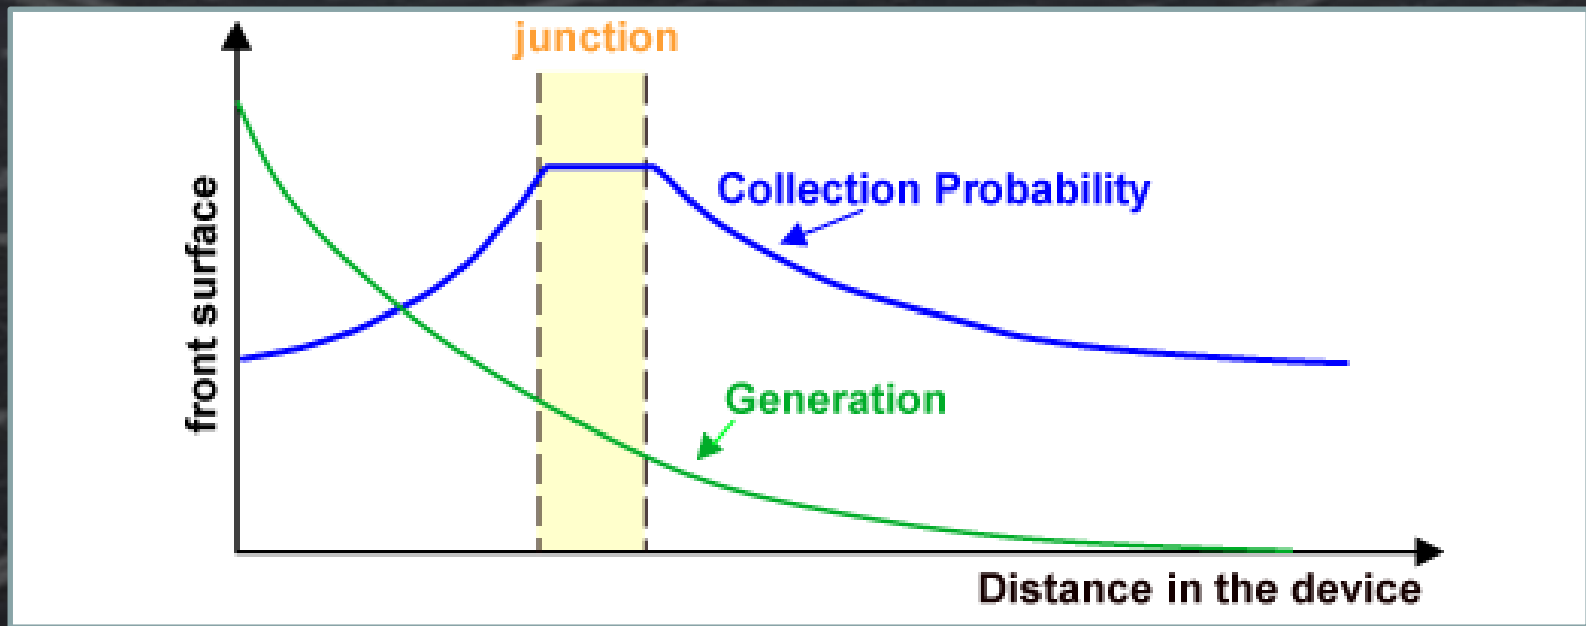 junction
Collection Probability
front surface
Generation
Distance in the device